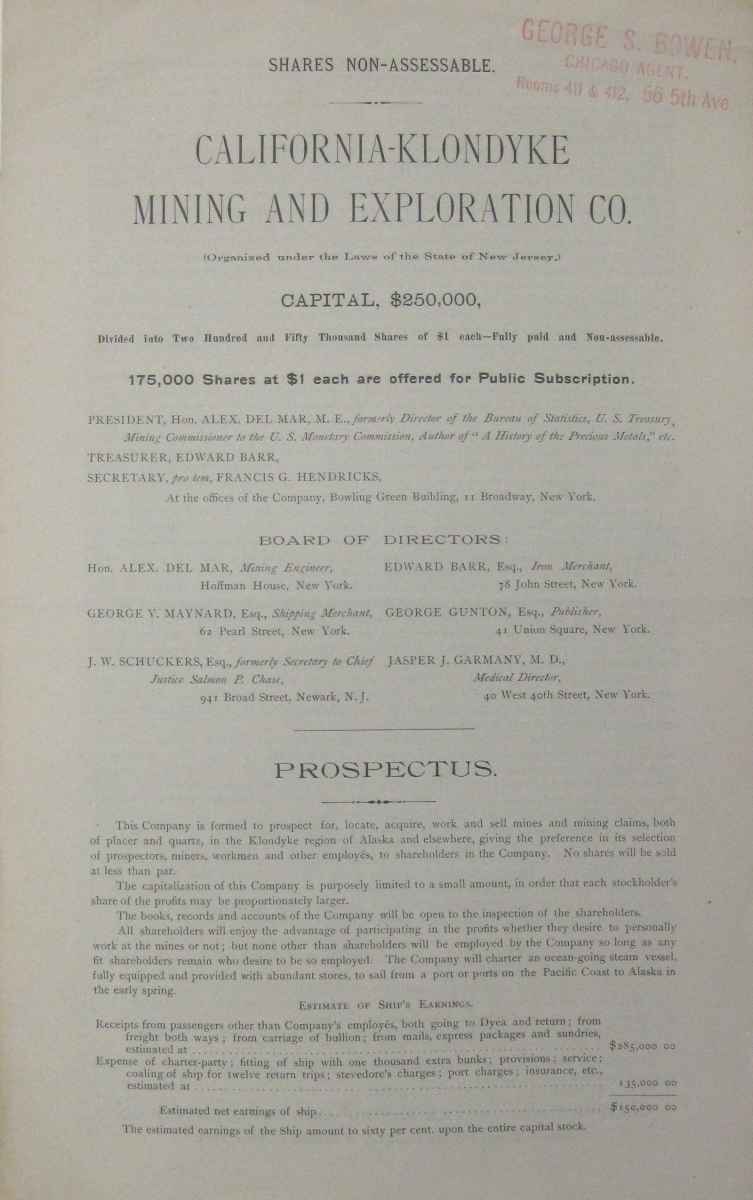 GEORGE S. BOWEN,
CHICAGO AGENT.
Rooms 411 & 412, 56 5th Ave
SHARES NON-ASSESSABLE.
CALIFORNIA-KLONDYKE
MINING AND EXPLORATION CO.
(Organized under the Laws of the State of New Jersey.)
CAPITAL, $250,000,
Divided into Two Hundred and Fifty Thousand Shares of $1 each—Fully paid and Non-assessable.
175,000 Shares at $1 each are offered for Public Subscription.
PRESIDENT, Hon. ALEX. DEL MAR, M. E., formerly Director of the Bureau of Statistics, U. S. Treasury,
Mining Commissioner to the U. S. Monetary Commission, Author of "A History of the Precious Metals," etc.
TREASURER, EDWARD BARR,
SECRETARY, pro tem, FRANCIS G. HENDRICKS,
At the offices of the Company, Bowling Green Building, 11 Broadway, New York.
BOARD OF DIRECTORS:
Hon. ALEX. DEL MAR, Mining Engineer,
Hoffman House, New York.
EDWARD BARR, Esq., Iron Merchant,
78 John Street, New York.
GEORGE V. MAYNARD, Esq., Shipping Merchant,
62 Pearl Street, New York.
GEORGE GUNTON, Esq., Publisher,
41 Union Square, New York.
J. W. SCHUCKERS, Esq., formerly Secretary to Chief
Justice Salmon P. Chase,
941 Broad Street, Newark, N. J.
JASPER J. GARMANY, M. D.,
Medical Director,
40 West 40th Street, New York.
PROSPECTUS.
This Company is formed to prospect for, locate, acquire, work and sell mines and mining claims, both
of placer and quartz, in the Klondyke region of Alaska and elsewhere, giving the preference in its selection
of prospectors, miners, workmen and other employés, to shareholders in the Company. No shares will be sold
at less than par.
The capitalization of this Company is purposely limited to a small amount, in order that each stockholder's
share of the profits may be proportionately larger.
The books, records and accounts of the Company will be open to the inspection of the shareholders.
All shareholders will enjoy the advantage of participating in the profits whether they desire to personally
work at the mines or not; but none other than shareholders will be employed by the Company so long as any
fit shareholders remain who desire to be so employed. The Company will charter an ocean-going steam vessel,
fully equipped and provided with abundant stores, to sail from a port or ports on the Pacific Coast to Alaska in
the early spring.
ESTIMATE OF SHIP'S EARNINGS.
Receipts from passengers other than Company's employés, both going to Dyea and return; from
freight both ways; from carriage of bullion; from mails, express packages and sundries,
estimated at ........ $285,000 00
Expense of charter-party; fitting of ship with one thousand extra bunks; provisions; service;
coaling of ship for twelve return trips; stevedore's charges; port charges; insurance, etc.,
estimated at ........ 135,000 00
Estimated net earnings of ship ........ $150,000 00
The estimated earnings of the Ship amount to sixty per cent. upon the entire capital stock.